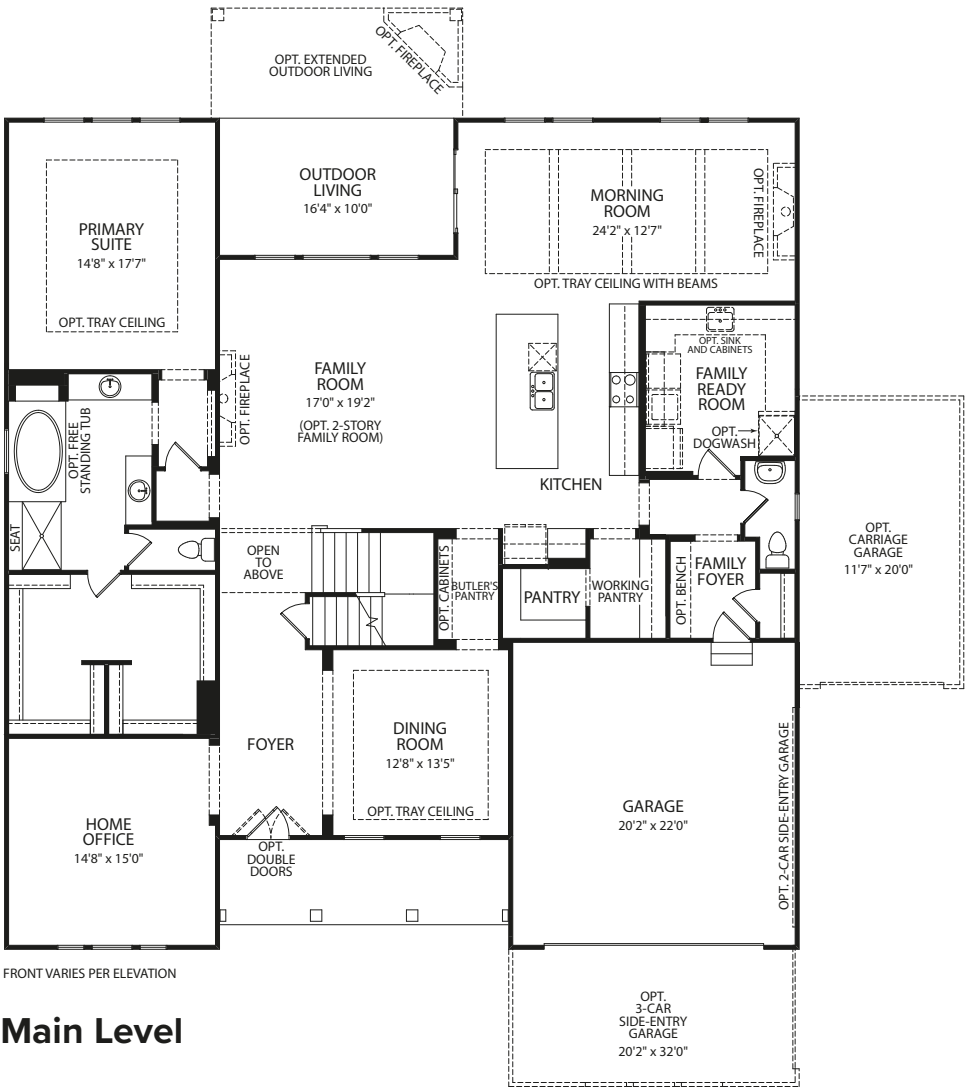 OPT. EXTENDED
OUTDOOR LIVING
OPT. FIREPLACE
OUTDOOR
LIVING
16'4" x 10'0"
PRIMARY
SUITE
14'8" x 17'7"
OPT. TRAY CEILING
MORNING
ROOM
24'2" x 12'7"
OPT. FIREPLACE
OPT. TRAY CEILING WITH BEAMS
FAMILY
ROOM
17'0" x 19'2"
(OPT. 2-STORY
FAMILY ROOM)
OPT. FIREPLACE
OPT. SINK
AND CABINETS
FAMILY
READY
ROOM
OPT.
DOGWASH
OPT. FREE
STANDING TUB
SEAT
KITCHEN
OPT.
CARRIAGE
GARAGE
11'7" x 20'0"
OPEN
TO
ABOVE
OPT. CABINETS
BUTLER'S
PANTRY
PANTRY
WORKING
PANTRY
OPT. BENCH
FAMILY
FOYER
FOYER
DINING
ROOM
12'8" x 13'5"
OPT. TRAY CEILING
GARAGE
20'2" x 22'0"
OPT. 2-CAR SIDE-ENTRY GARAGE
HOME
OFFICE
14'8" x 15'0"
OPT.
DOUBLE
DOORS
FRONT VARIES PER ELEVATION
OPT.
3-CAR
SIDE-ENTRY
GARAGE
20'2" x 32'0"
Main Level